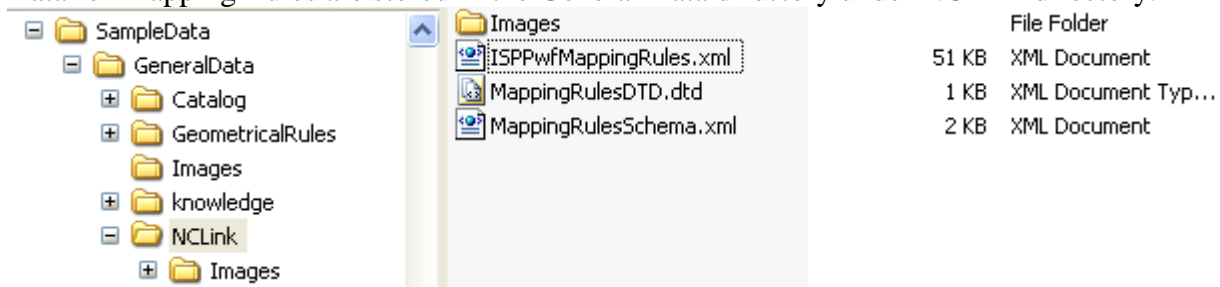 SampleData
GeneralData
Catalog
GeometricalRules
Images
knowledge
NCLink
Images
Images File Folder
ISPPwfMappingRules.xml 51 KB XML Document
MappingRulesDTD.dtd 1 KB XML Document Typ...
MappingRulesSchema.xml 2 KB XML Document